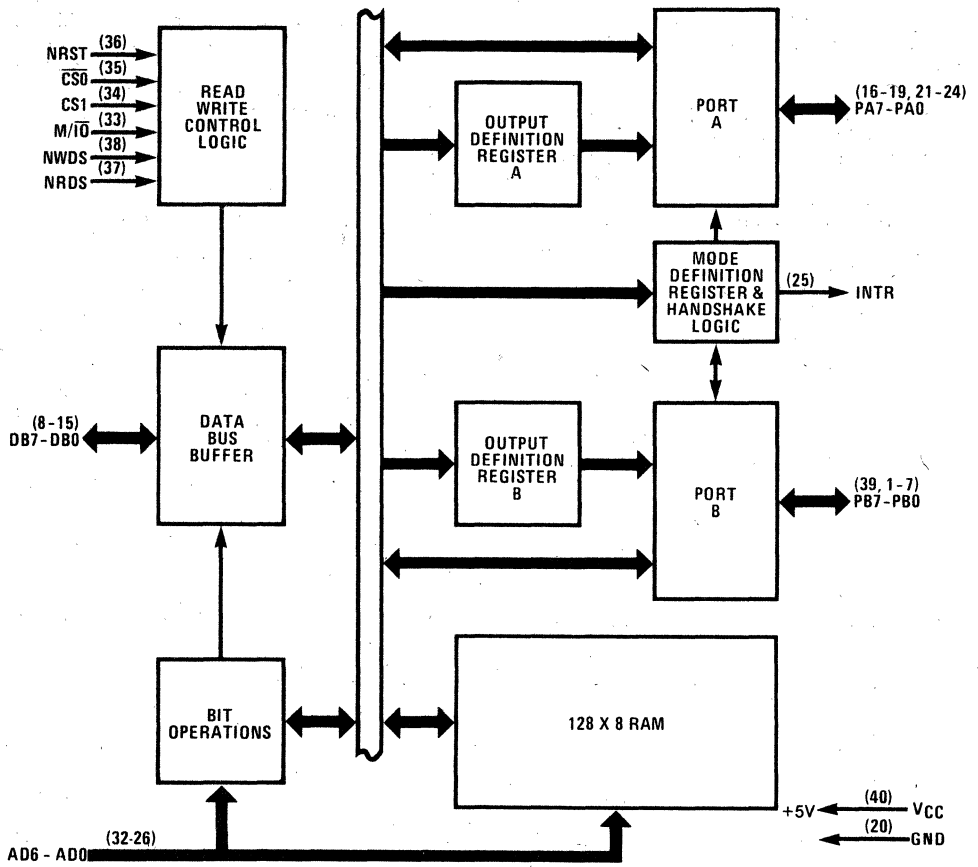 NRST (36)
CS0 (35)
CS1 (34)
M/IO (33)
NWDS (38)
NRDS (37)
READ
WRITE
CONTROL
LOGIC
OUTPUT
DEFINITION
REGISTER
A
PORT
A
(16-19, 21-24)
PA7-PA0
MODE
DEFINITION
REGISTER &
HANDSHAKE
LOGIC
(25)
INTR
(8-15)
DB7-DB0
DATA
BUS
BUFFER
OUTPUT
DEFINITION
REGISTER
B
PORT
B
(39, 1-7)
PB7-PB0
BIT
OPERATIONS
128 X 8 RAM
+5V (40) VCC
(20) GND
AD6 - AD0 (32-26)